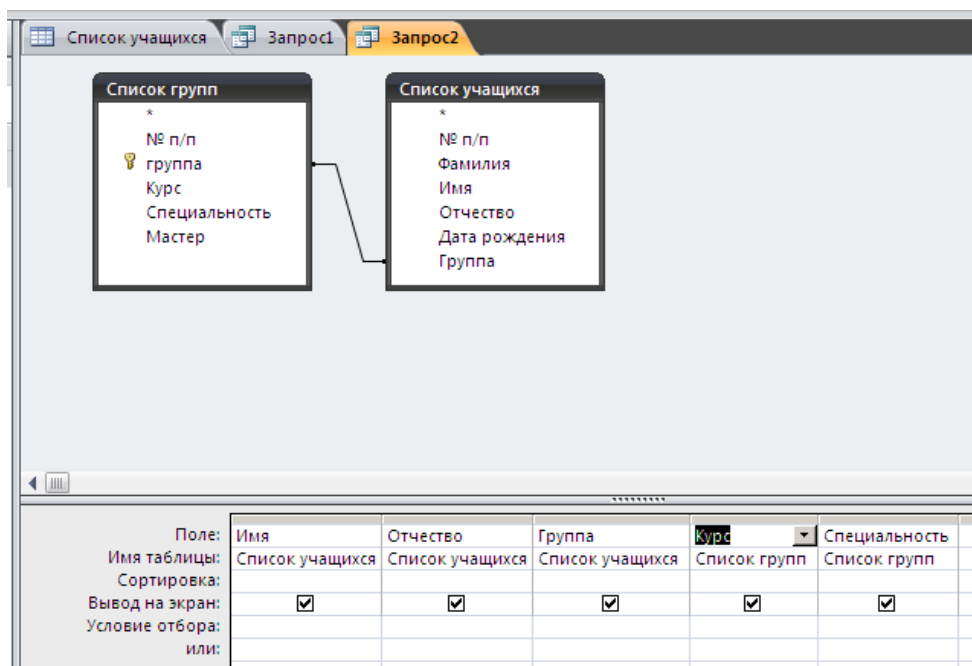 Список учащихся Запрос1 Запрос2
Список групп
*
№ п/п
группа
Курс
Специальность
Мастер
Список учащихся
*
№ п/п
Фамилия
Имя
Отчество
Дата рождения
Группа
Поле: Имя Отчество Группа Курс Специальность
Имя таблицы: Список учащихся Список учащихся Список учащихся Список групп Список групп
Сортировка:
Вывод на экран:
Условие отбора:
или: